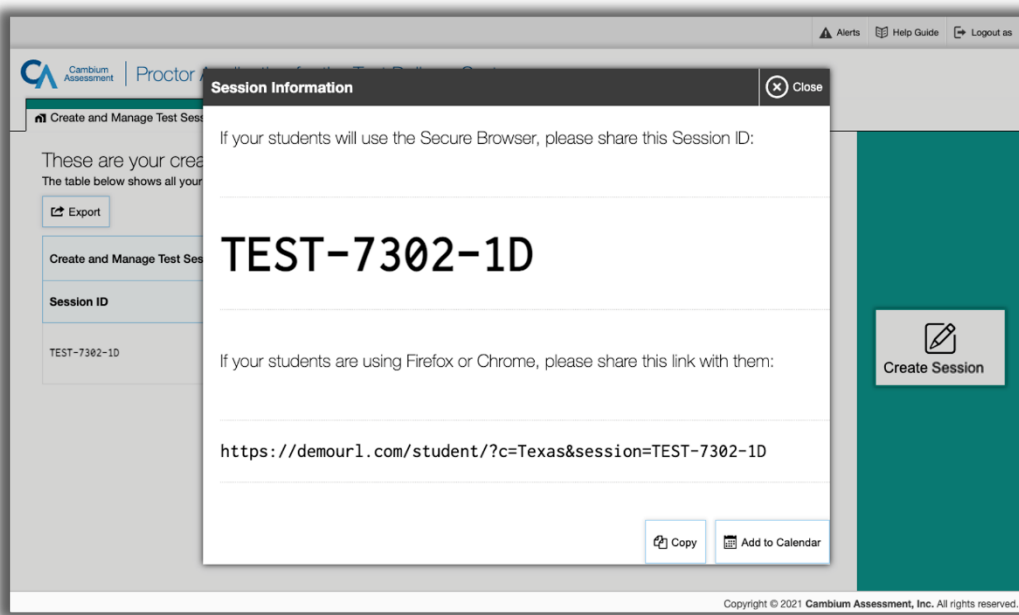 Alerts Help Guide Logout as
Cambium
Assessment
Proctor
Session Information
Close
Create and Manage Test Sess
If your students will use the Secure Browser, please share this Session ID:
These are your crea
The table below shows all your
Export
TEST-7302-1D
Create and Manage Test Ses
Session ID
TEST-7302-1D
If your students are using Firefox or Chrome, please share this link with them:
Create Session
https://demourl.com/student/?c=Texas&session=TEST-7302-1D
Copy Add to Calendar
Copyright © 2021 Cambium Assessment, Inc. All rights reserved.